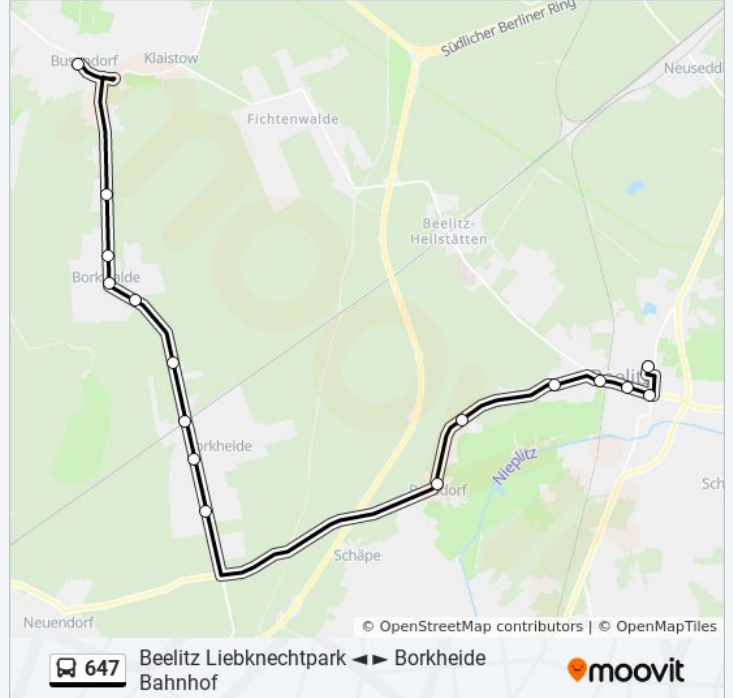 Südlicher Berliner Ring
Klaistow
Neuseddi
Fichtenwalde
Beelitz-
Heilstätten
Nieplitz
Sch
Schäpe
Neuendorf
© OpenStreetMap contributors | © OpenMapTiles
647
Beelitz Liebknechtpark ◄ ► Borkheide
Bahnhof
moovit